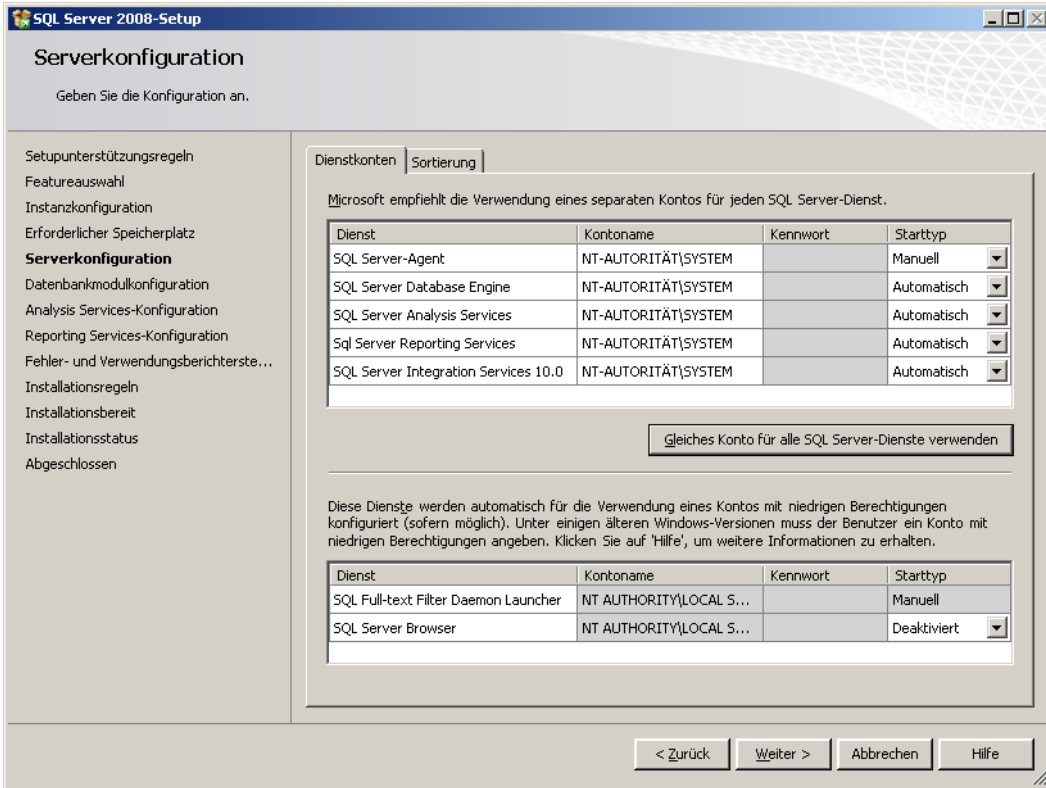 SQL Server 2008-Setup
Serverkonfiguration
Geben Sie die Konfiguration an.
Setupunterstützungsregeln
Featureauswahl
Instanzkonfiguration
Erforderlicher Speicherplatz
Serverkonfiguration
Datenbankmodulkonfiguration
Analysis Services-Konfiguration
Reporting Services-Konfiguration
Fehler- und Verwendungsberichterste...
Installationsregeln
Installationsbereit
Installationsstatus
Abgeschlossen
Dienstkonten Sortierung
Microsoft empfiehlt die Verwendung eines separaten Kontos für jeden SQL Server-Dienst.
Dienst Kontoname Kennwort Starttyp
SQL Server-Agent NT-AUTORITÄT\SYSTEM Manuell
SQL Server Database Engine NT-AUTORITÄT\SYSTEM Automatisch
SQL Server Analysis Services NT-AUTORITÄT\SYSTEM Automatisch
Sql Server Reporting Services NT-AUTORITÄT\SYSTEM Automatisch
SQL Server Integration Services 10.0 NT-AUTORITÄT\SYSTEM Automatisch
Gleiches Konto für alle SQL Server-Dienste verwenden
Diese Dienste werden automatisch für die Verwendung eines Kontos mit niedrigen Berechtigungen
konfiguriert (sofern möglich). Unter einigen älteren Windows-Versionen muss der Benutzer ein Konto mit
niedrigen Berechtigungen angeben. Klicken Sie auf 'Hilfe', um weitere Informationen zu erhalten.
Dienst Kontoname Kennwort Starttyp
SQL Full-text Filter Daemon Launcher NT AUTHORITY\LOCAL S... Manuell
SQL Server Browser NT AUTHORITY\LOCAL S... Deaktiviert
< Zurück Weiter > Abbrechen Hilfe